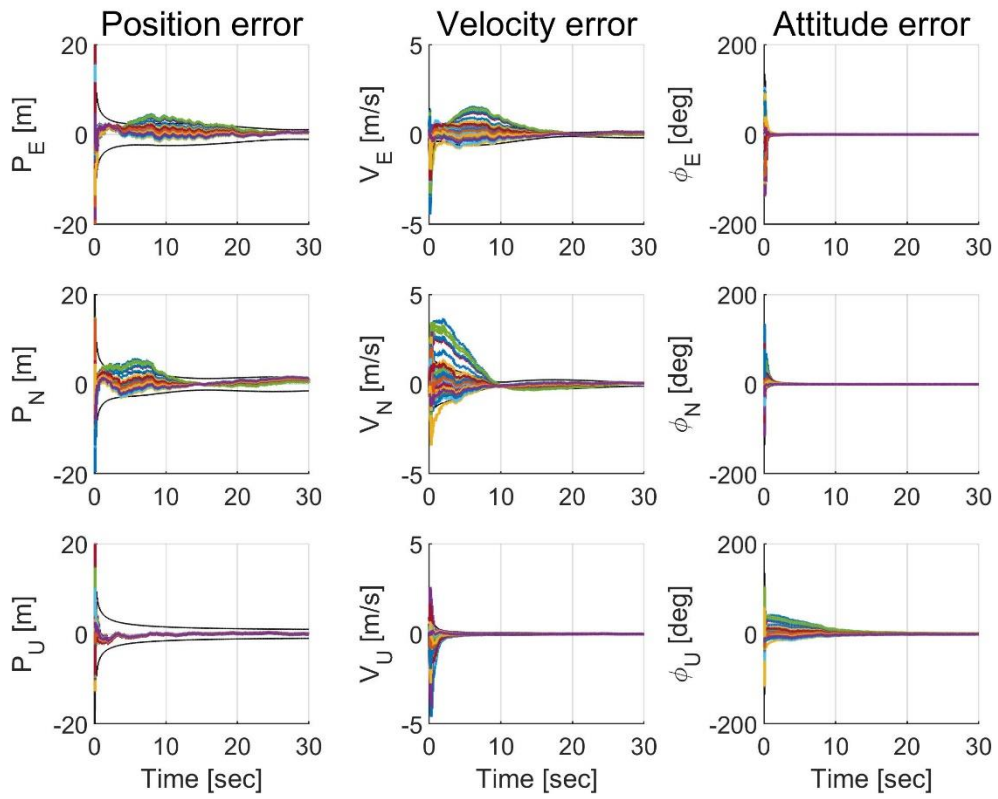 Position error Velocity error Attitude error
20 5 200
P_E [m] V_E [m/s] ϕ_E [deg]
0 0 0
-20 -5 -200
0 10 20 30 0 10 20 30 0 10 20 30
20 5 200
P_N [m] V_N [m/s] ϕ_N [deg]
0 0 0
-20 -5 -200
0 10 20 30 0 10 20 30 0 10 20 30
20 5 200
P_U [m] V_U [m/s] ϕ_U [deg]
0 0 0
-20 -5 -200
0 10 20 30 0 10 20 30 0 10 20 30
Time [sec] Time [sec] Time [sec]